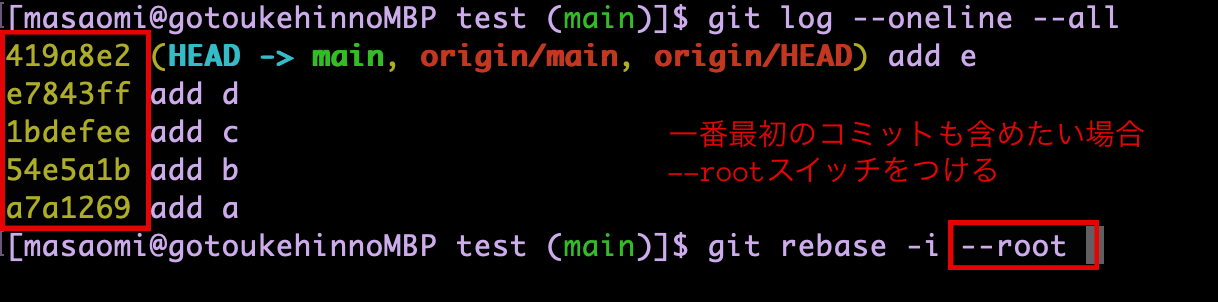 [masaomi@gotoukehinnoMBP test (main)]$ git log --oneline --all
419a8e2 (HEAD -> main, origin/main, origin/HEAD) add e
e7843ff add d
1bdefee add c
一番最初のコミットも含めたい場合
54e5a1b add b
--rootスイッチをつける
a7a1269 add a
[masaomi@gotoukehinnoMBP test (main)]$ git rebase -i --root